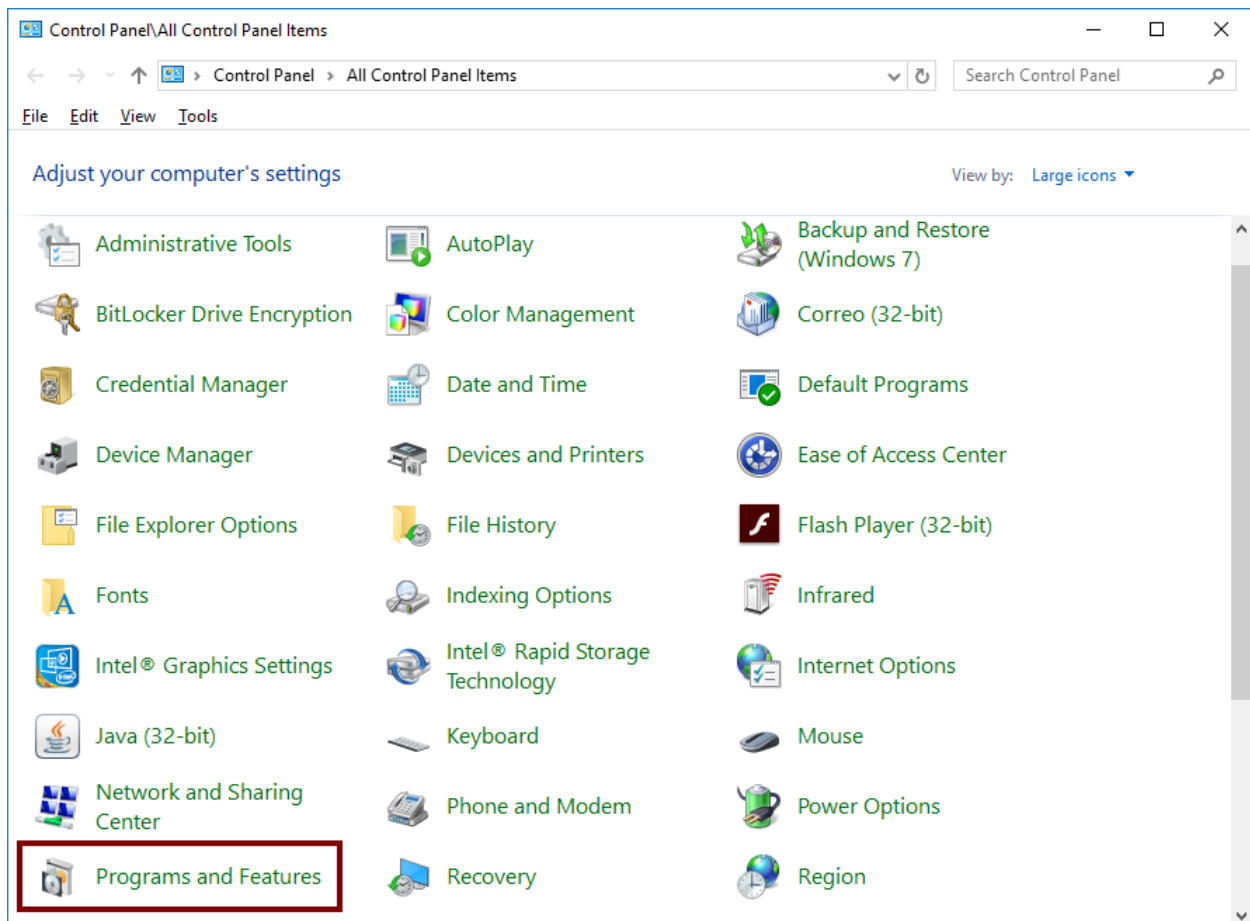 Control Panel\All Control Panel Items
Control Panel › All Control Panel Items
Search Control Panel
File Edit View Tools
Adjust your computer's settings
View by: Large icons
Administrative Tools
AutoPlay
Backup and Restore
(Windows 7)
BitLocker Drive Encryption
Color Management
Correo (32-bit)
Credential Manager
Date and Time
Default Programs
Device Manager
Devices and Printers
Ease of Access Center
File Explorer Options
File History
Flash Player (32-bit)
Fonts
Indexing Options
Infrared
Intel® Graphics Settings
Intel® Rapid Storage
Technology
Internet Options
Java (32-bit)
Keyboard
Mouse
Network and Sharing
Center
Phone and Modem
Power Options
Programs and Features
Recovery
Region